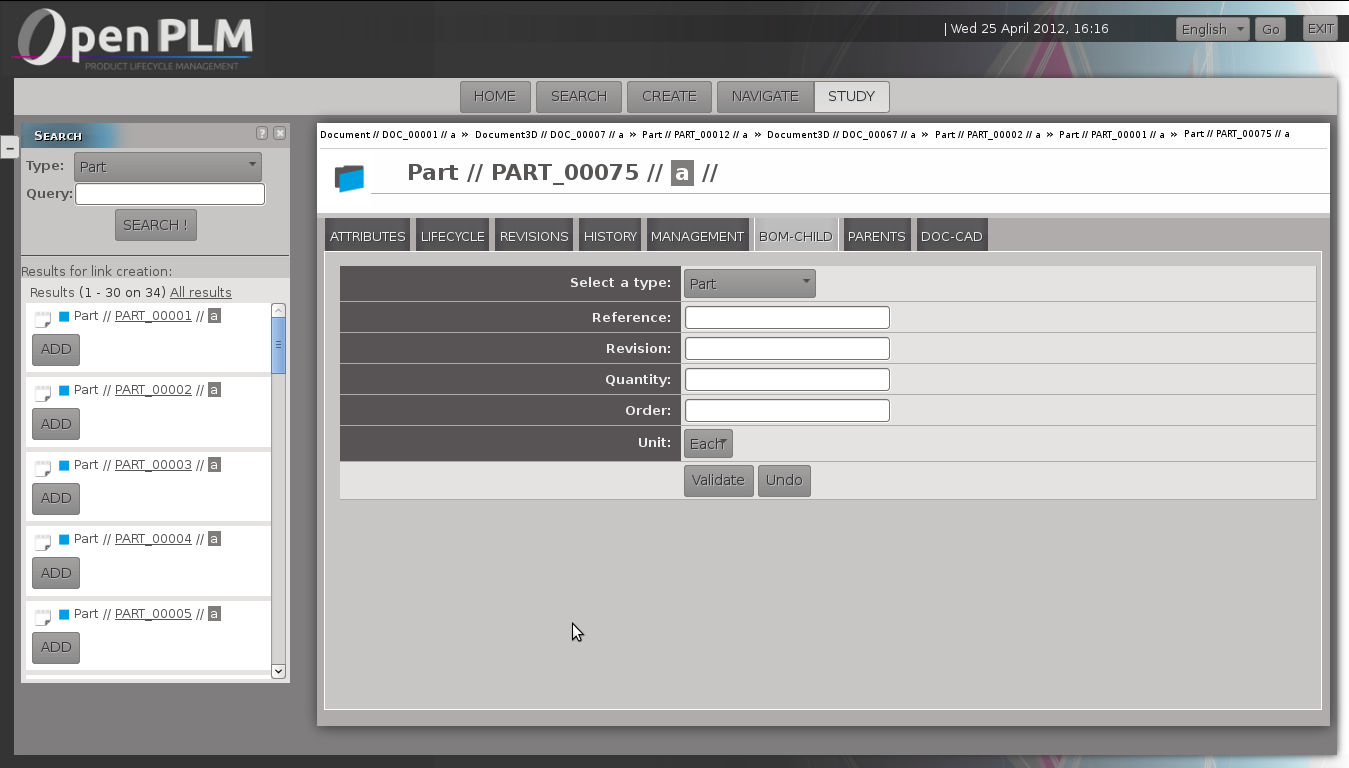 OpenPLM
PRODUCT LIFECYCLE MANAGEMENT
| Wed 25 April 2012, 16:16
English
Go
EXIT
HOME
SEARCH
CREATE
NAVIGATE
STUDY
SEARCH
?
x
Type:
Part
Query:
SEARCH !
Results for link creation:
Results (1 - 30 on 34) All results
Part // PART_00001 // a
ADD
Part // PART_00002 // a
ADD
Part // PART_00003 // a
ADD
Part // PART_00004 // a
ADD
Part // PART_00005 // a
ADD
Document // DOC_00001 // a » Document3D // DOC_00007 // a » Part // PART_00012 // a » Document3D // DOC_00067 // a » Part // PART_00002 // a » Part // PART_00001 // a » Part // PART_00075 // a
Part // PART_00075 // a //
ATTRIBUTES
LIFECYCLE
REVISIONS
HISTORY
MANAGEMENT
BOM-CHILD
PARENTS
DOC-CAD
Select a type:
Part
Reference:
Revision:
Quantity:
Order:
Unit:
Each
Validate
Undo